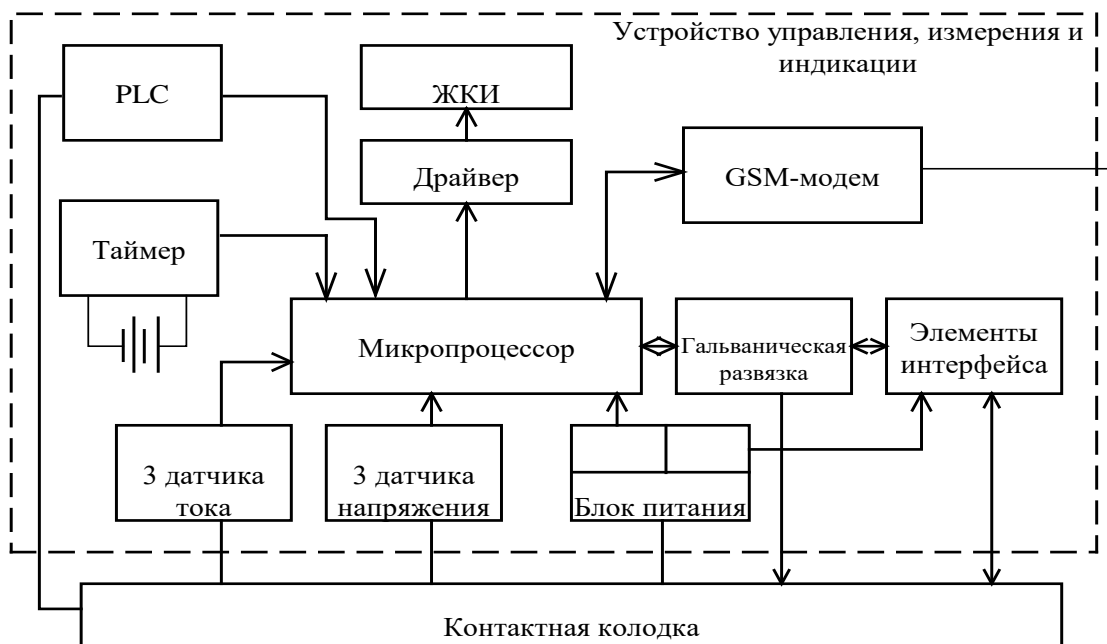 Устройство управления, измерения и
индикации
PLC
ЖКИ
Драйвер
GSM-модем
Таймер
Микропроцессор
Гальваническая
развязка
Элементы
интерфейса
3 датчика
тока
3 датчика
напряжения
Блок питания
Контактная колодка